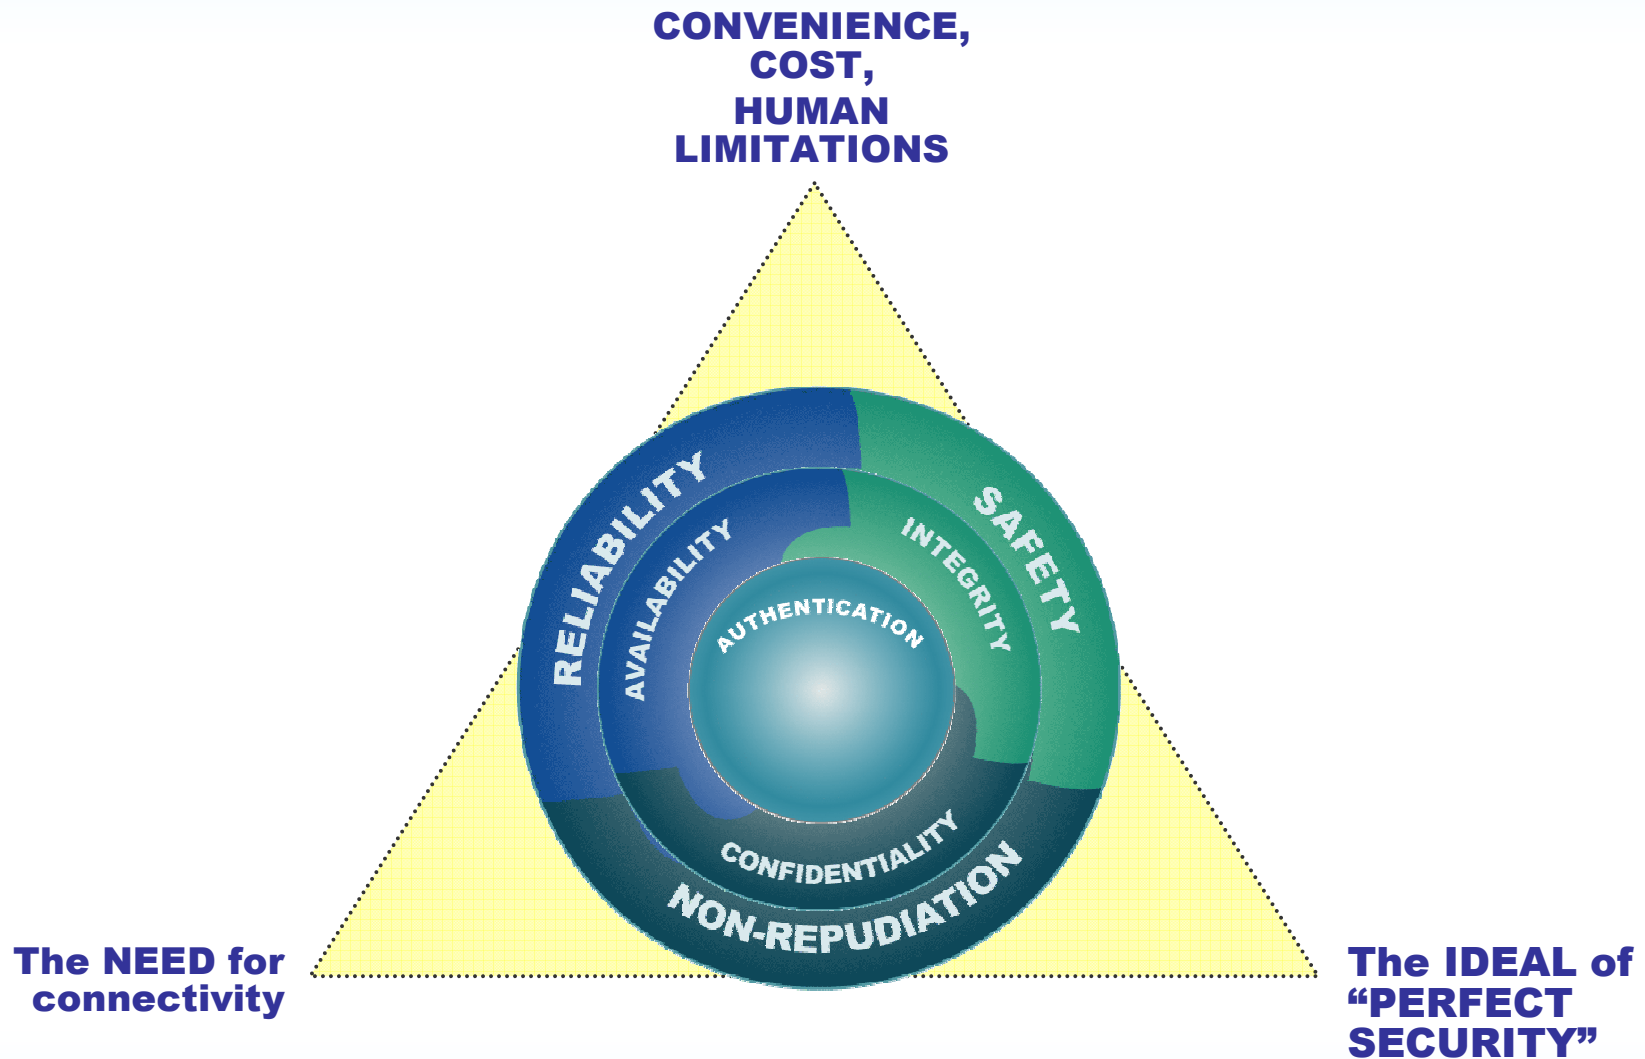 CONVENIENCE,
COST,
HUMAN
LIMITATIONS
RELIABILITY
SAFETY
AVAILABILITY
INTEGRITY
AUTHENTICATION
CONFIDENTIALITY
NON-REPUDIATION
The NEED for
connectivity
The IDEAL of
“PERFECT
SECURITY”